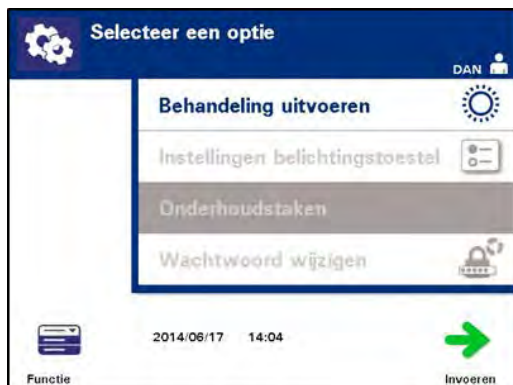 Selecteer een optie
DAN
Behandeling uitvoeren
Instellingen belichtingstoestel
Onderhoudstaken
Wachtwoord wijzigen
2014/06/17 14:04
Functie
Invoeren